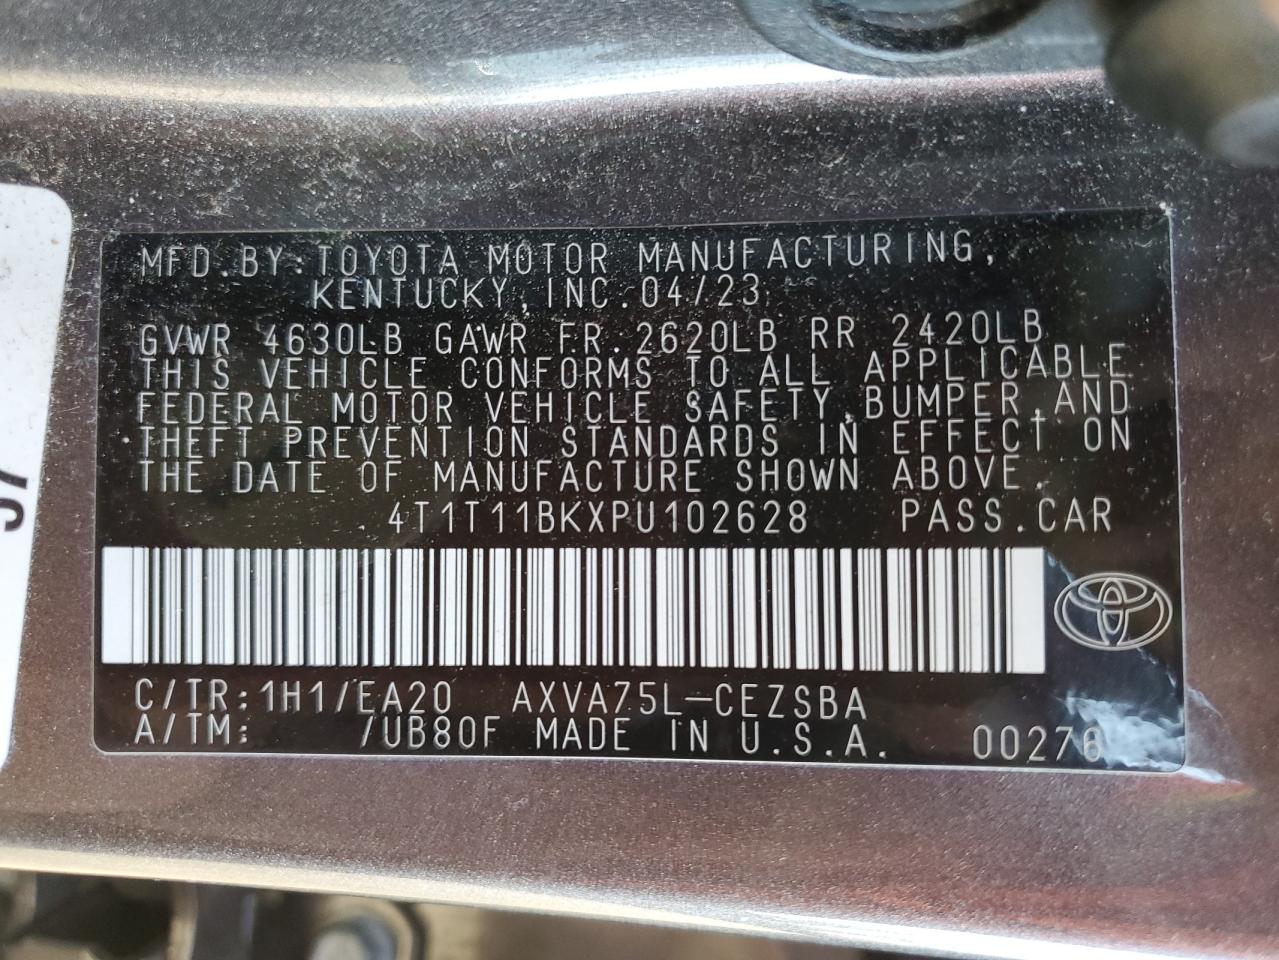 MFD.BY:TOYOTA MOTOR MANUFACTURING,
KENTUCKY,INC.04/23
GVWR 4630LB GAWR FR.2620LB RR 2420LB
THIS VEHICLE CONFORMS TO ALL APPLICABLE
FEDERAL MOTOR VEHICLE SAFETY,BUMPER,AND
THEFT PREVENTION STANDARDS IN EFFECT ON
THE DATE OF MANUFACTURE SHOWN ABOVE.
4T1T11BKXPU102628 PASS.CAR
C/TR:1H1/EA20 AXVA75L-CEZSBA
A/TM: /UB80F MADE IN U.S.A. 00276